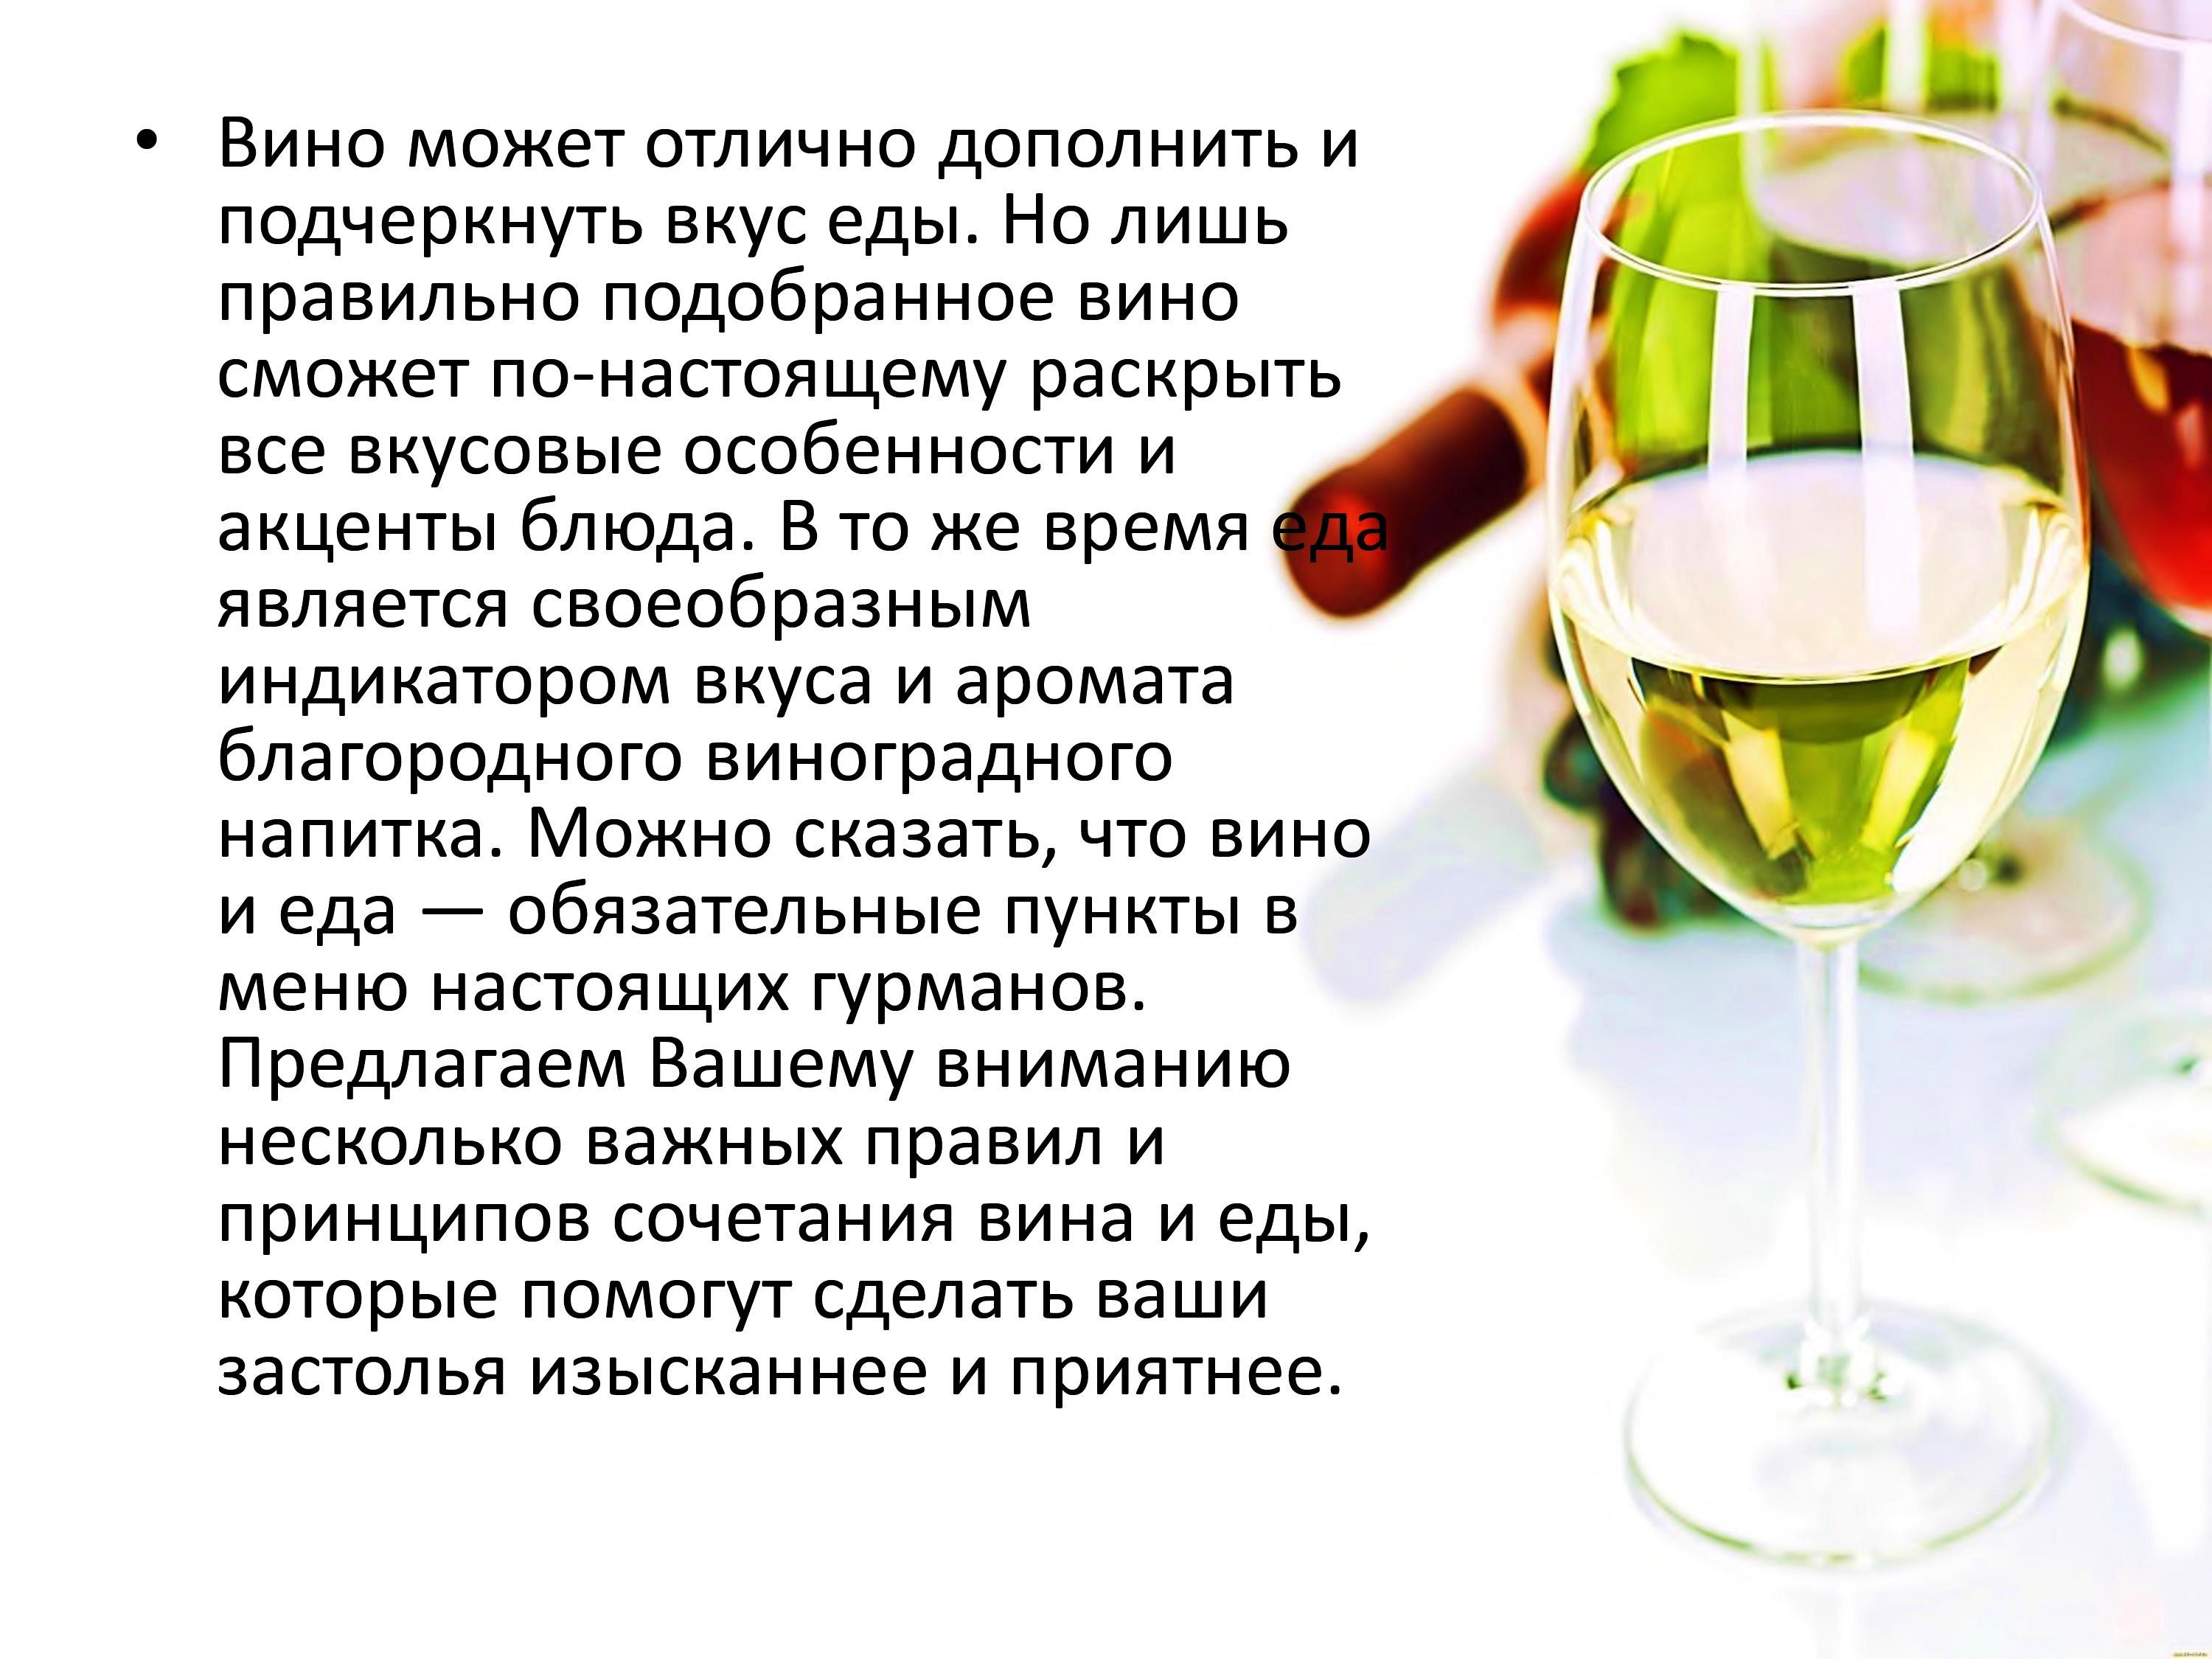 • Вино может отлично дополнить и
подчеркнуть вкус еды. Но лишь
правильно подобранное вино
сможет по-настоящему раскрыть
все вкусовые особенности и
акценты блюда. В то же время еда
является своеобразным
индикатором вкуса и аромата
благородного виноградного
напитка. Можно сказать, что вино
и еда — обязательные пункты в
меню настоящих гурманов.
Предлагаем Вашему вниманию
несколько важных правил и
принципов сочетания вина и еды,
которые помогут сделать ваши
застолья изысканнее и приятнее.